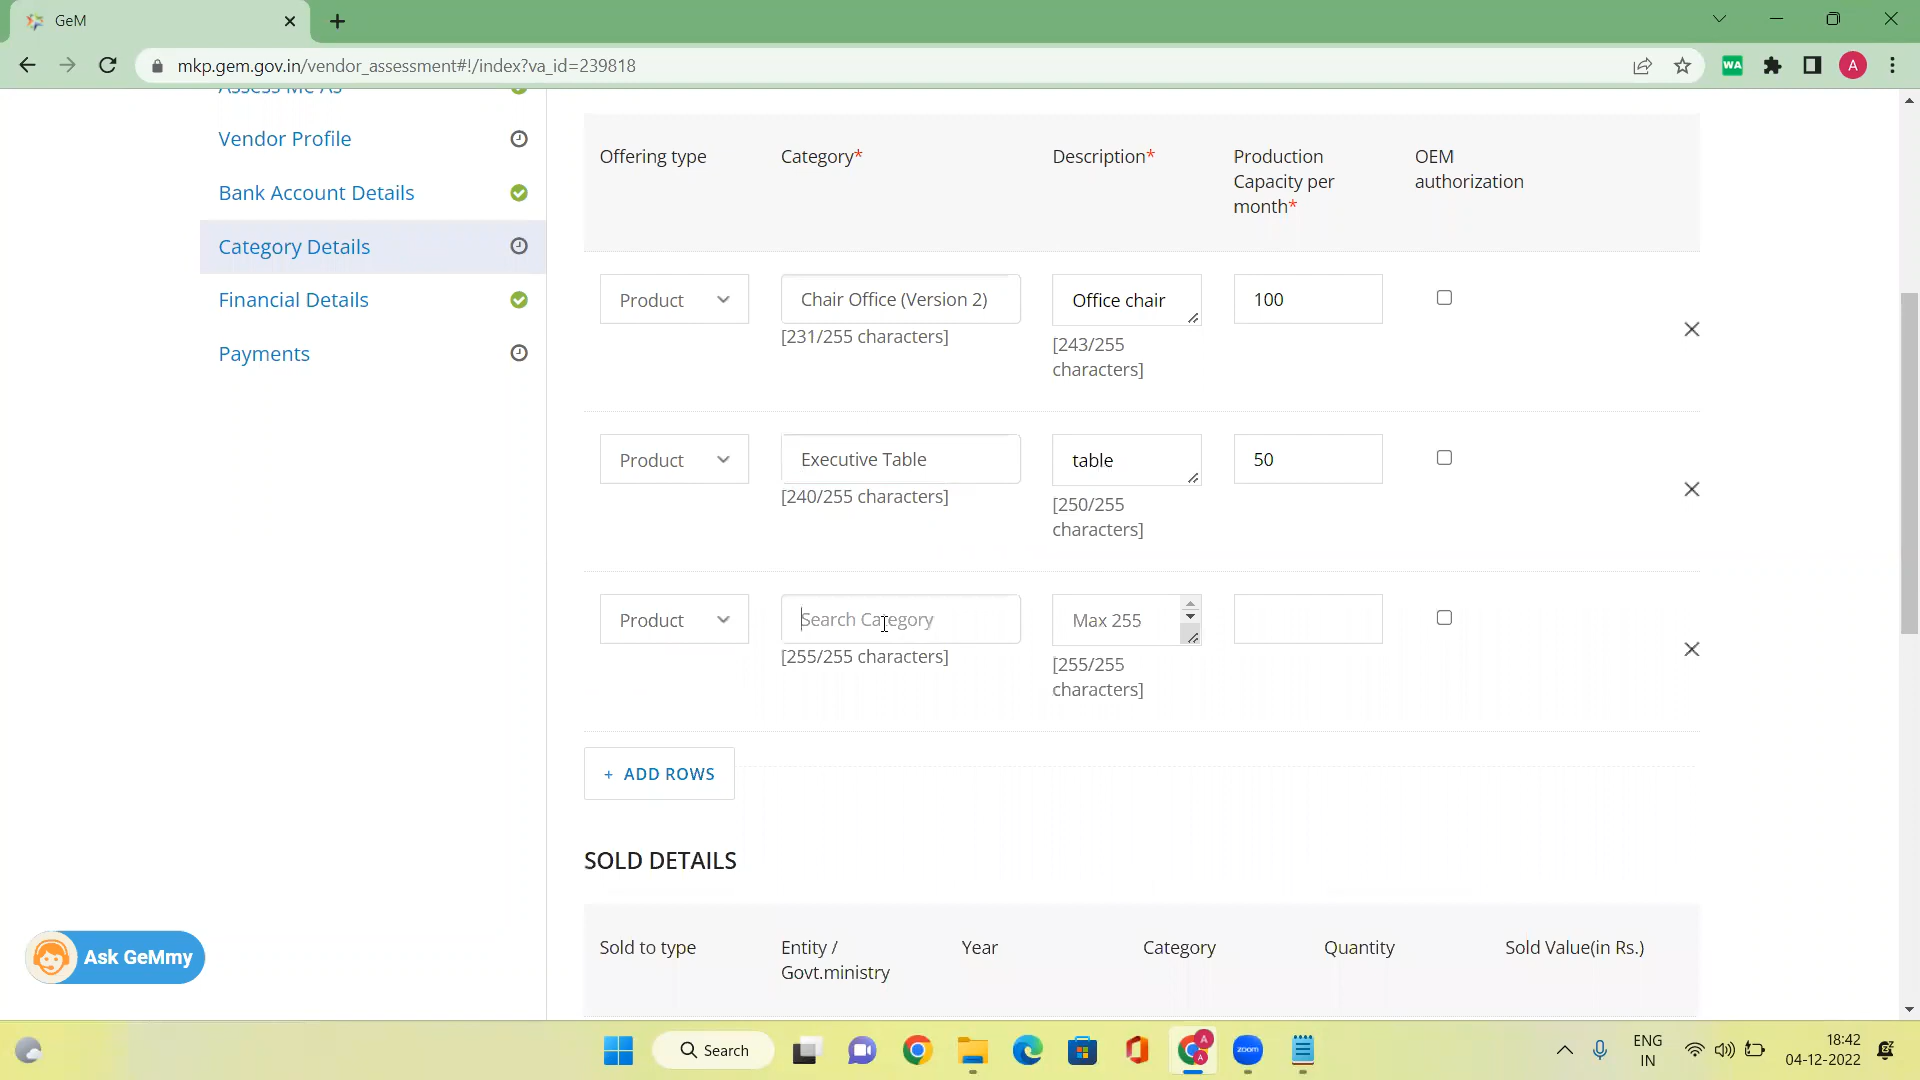 GeM
mkp.gem.gov.in/vendor_assessment#!/index?va_id=239818
WA
A
Assess Me As
Vendor Profile
Bank Account Details
Category Details
Financial Details
Payments
Offering type
Category*
Description*
Production
Capacity per
month*
OEM
authorization
Product
Chair Office (Version 2)
[231/255 characters]
Office chair
[243/255
characters]
100
Product
Executive Table
[240/255 characters]
table
[250/255
characters]
50
Product
Search Category
[255/255 characters]
Max 255
[255/255
characters]
+ ADD ROWS
SOLD DETAILS
Sold to type
Entity /
Govt.ministry
Year
Category
Quantity
Sold Value(in Rs.)
Ask GeMmy
Search
A
zoom
ENG
IN
18:42
04-12-2022